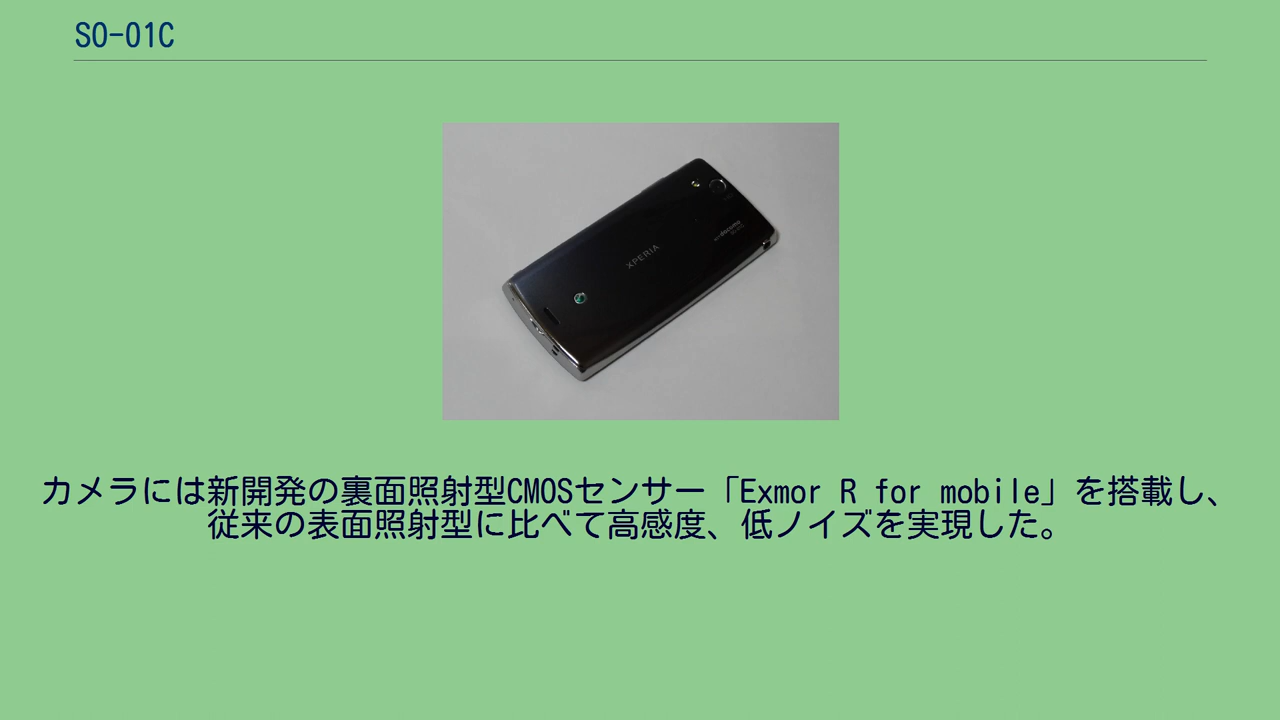 SO-01C
XPERIA
docomo
カメラには新開発の裏面照射型CMOSセンサー「Exmor R for mobile」を搭載し、
従来の表面照射型に比べて高感度、低ノイズを実現した。